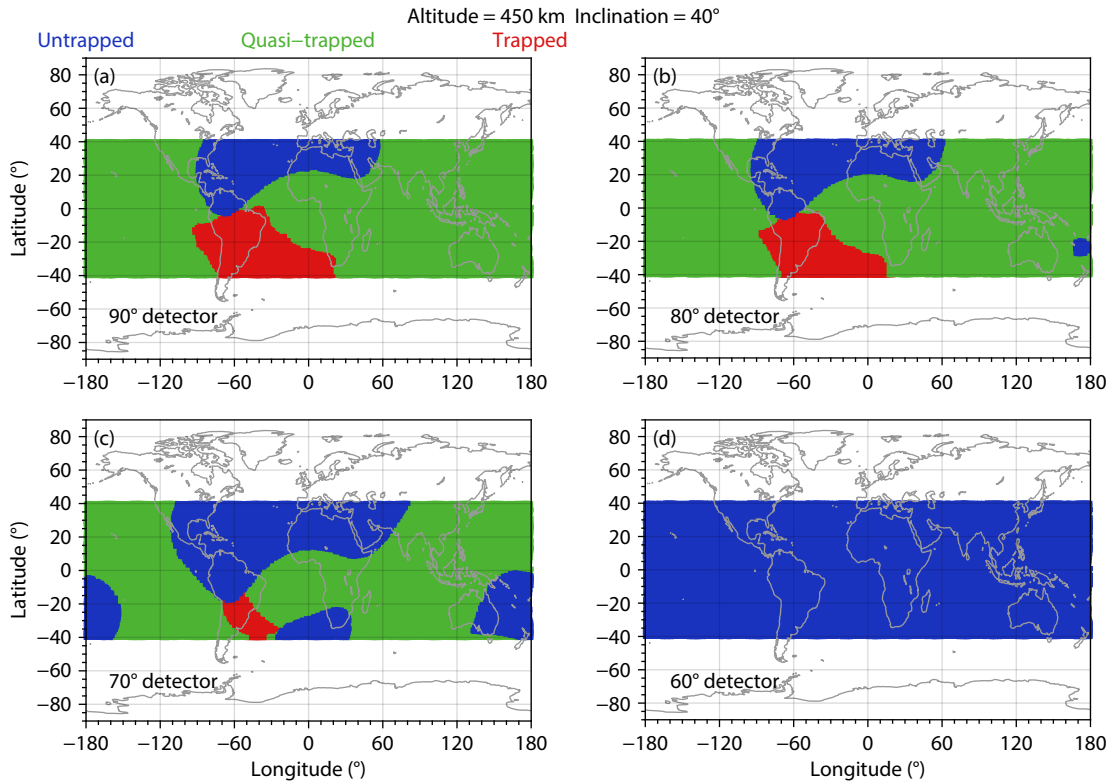 Altitude = 450 km Inclination = 40°
Untrapped Quasi−trapped Trapped
(a)
80
60
40
20
0
−20
−40
−60
−80
Latitude (°)
90° detector
−180 −120 −60 0 60 120 180
(b)
80
60
40
20
0
−20
−40
−60
−80
80° detector
−180 −120 −60 0 60 120 180
(c)
80
60
40
20
0
−20
−40
−60
−80
Latitude (°)
70° detector
−180 −120 −60 0 60 120 180
Longitude (°)
(d)
80
60
40
20
0
−20
−40
−60
−80
60° detector
−180 −120 −60 0 60 120 180
Longitude (°)